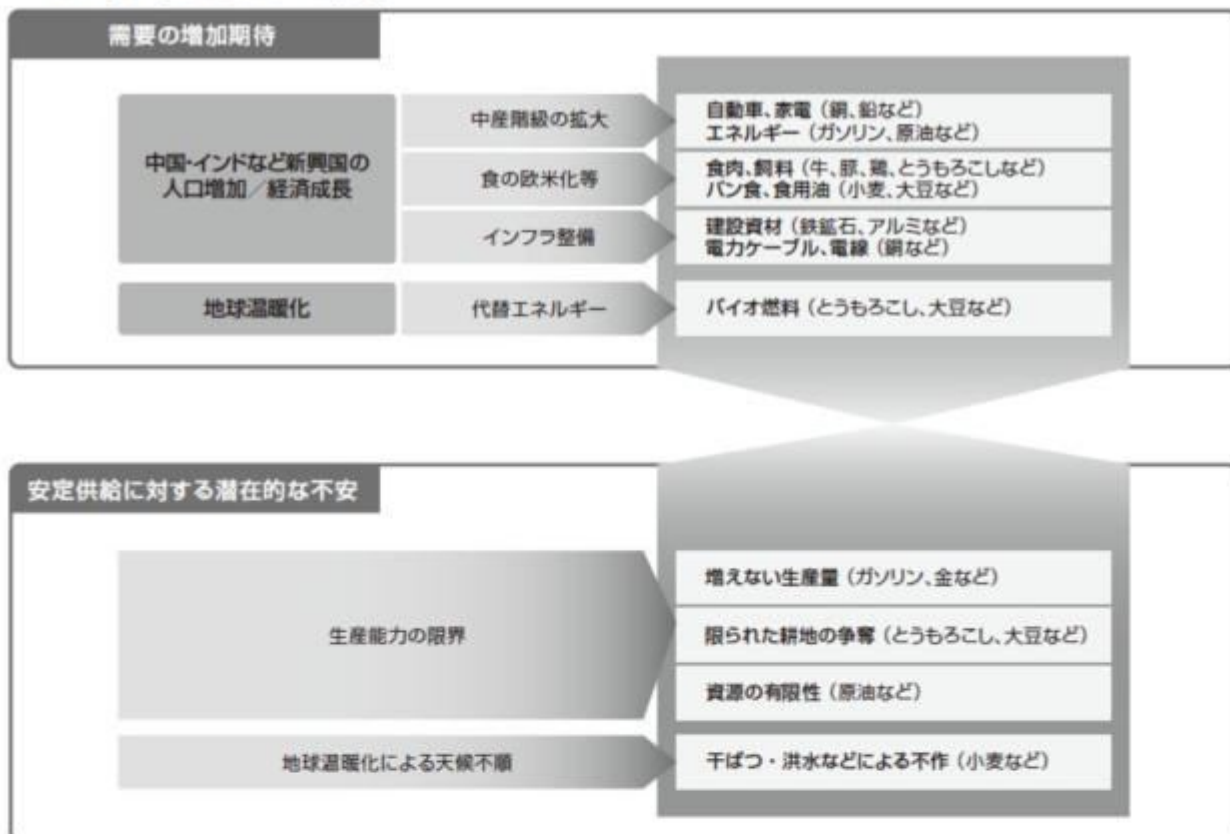 需要の増加期待
中国・インドなど新興国の
人口増加／経済成長
中産階級の拡大
自動車、家電（銅、鉛など）
エネルギー（ガソリン、原油など）
食の欧米化等
食肉、飼料（牛、豚、鶏、とうもろこしなど）
パン食、食用油（小麦、大豆など）
インフラ整備
建設資材（鉄鉱石、アルミなど）
電力ケーブル、電線（銅など）
地球温暖化
代替エネルギー
バイオ燃料（とうもろこし、大豆など）
安定供給に対する潜在的な不安
生産能力の限界
増えない生産量（ガソリン、金など）
限られた耕地の争奪（とうもろこし、大豆など）
資源の有限性（原油など）
地球温暖化による天候不順
干ばつ・洪水などによる不作（小麦など）